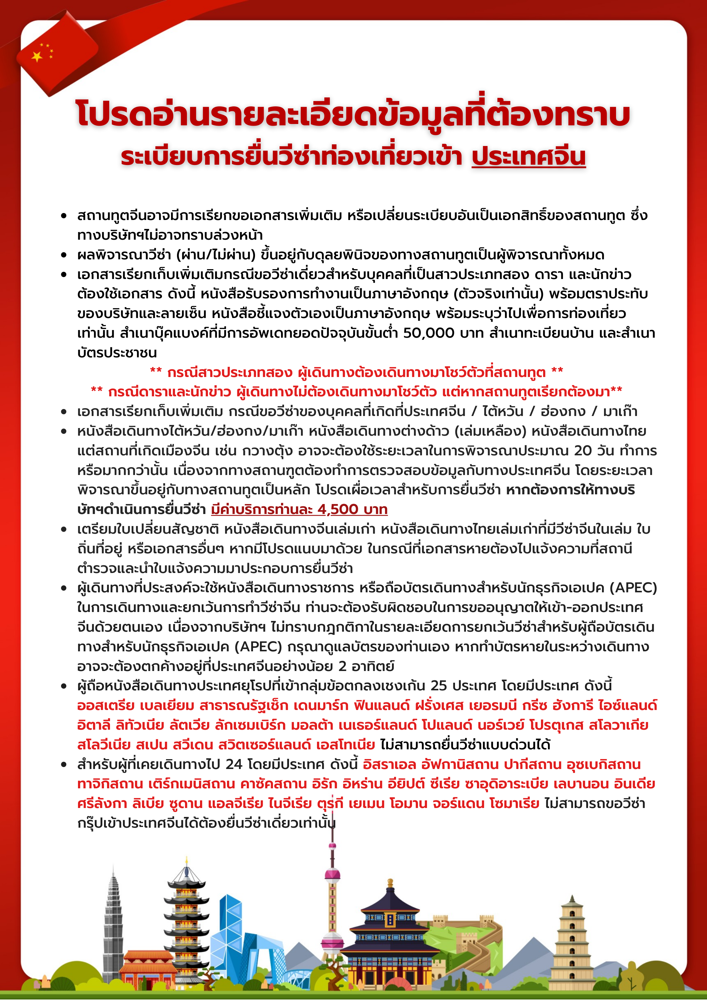 โปรดอ่านรายละเอียดข้อมูลที่ต้องทราบ
ระเบียบการยื่นวีซ่าท่องเที่ยวเข้า ประเทศจีน
• สถานทูตจีนอาจมีการเรียกขอเอกสารเพิ่มเติม หรือเปลี่ยนระเบียบอันเป็นเอกสิทธิ์ของสถานทูต ซึ่ง
ทางบริษัทฯไม่อาจทราบล่วงหน้า
• ผลพิจารณาวีซ่า (ผ่าน/ไม่ผ่าน) ขึ้นอยู่กับดุลยพินิจของทางสถานทูตเป็นผู้พิจารณาทั้งหมด
• เอกสารเรียกเก็บเพิ่มเติมกรณีขอวีซ่าเดี่ยวสำหรับบุคคลที่เป็นสาวประเภทสอง ดารา และนักข่าว
ต้องใช้เอกสาร ดังนี้ หนังสือรับรองการทำงานเป็นภาษาอังกฤษ (ตัวจริงเท่านั้น) พร้อมตราประทับ
ของบริษัทและลายเซ็น หนังสือชี้แจงตัวเองเป็นภาษาอังกฤษ พร้อมระบุว่าไปเพื่อการท่องเที่ยว
เท่านั้น สำเนาบุ๊คแบงค์ที่มีการอัพเดทยอดปัจจุบันขั้นต่ำ 50,000 บาท สำเนาทะเบียนบ้าน และสำเนา
บัตรประชาชน
** กรณีสาวประเภทสอง ผู้เดินทางต้องเดินทางมาโชว์ตัวที่สถานทูต **
** กรณีดาราและนักข่าว ผู้เดินทางไม่ต้องเดินทางมาโชว์ตัว แต่หากสถานทูตเรียกต้องมา**
• เอกสารเรียกเก็บเพิ่มเติม กรณีขอวีซ่าของบุคคลที่เกิดที่ประเทศจีน / ไต้หวัน / ฮ่องกง / มาเก๊า
• หนังสือเดินทางไต้หวัน/ฮ่องกง/มาเก๊า หนังสือเดินทางต่างด้าว (เล่มเหลือง) หนังสือเดินทางไทย
แต่สถานที่เกิดเมืองจีน เช่น กวางตุ้ง อาจจะต้องใช้ระยะเวลาในการพิจารณาประมาณ 20 วัน ทำการ
หรือมากกว่านั้น เนื่องจากทางสถานฑูตต้องทำการตรวจสอบข้อมูลกับทางประเทศจีน โดยระยะเวลา
พิจารณาขึ้นอยู่กับทางสถานทูตเป็นหลัก โปรดเผื่อเวลาสำหรับการยื่นวีซ่า หากต้องการให้ทางบริ
ษัทฯดำเนินการยื่นวีซ่า มีค่าบริการท่านละ 4,500 บาท
• เตรียมใบเปลี่ยนสัญชาติ หนังสือเดินทางจีนเล่มเก่า หนังสือเดินทางไทยเล่มเก่าที่มีวีซ่าจีนในเล่ม ใบ
ถิ่นที่อยู่ หรือเอกสารอื่นๆ หากมีโปรดแนบมาด้วย ในกรณีที่เอกสารหายต้องไปแจ้งความที่สถานี
ตำรวจและนำใบแจ้งความมาประกอบการยื่นวีซ่า
• ผู้เดินทางที่ประสงค์จะใช้หนังสือเดินทางราชการ หรือถือบัตรเดินทางสำหรับนักธุรกิจเอเปค (APEC)
ในการเดินทางและยกเว้นการทำวีซ่าจีน ท่านจะต้องรับผิดชอบในการขออนุญาตให้เข้า-ออกประเทศ
จีนด้วยตนเอง เนื่องจากบริษัทฯ ไม่ทราบกฎกติกาในรายละเอียดการยกเว้นวีซ่าสำหรับผู้ถือบัตรเดิน
ทางสำหรับนักธุรกิจเอเปค (APEC) กรุณาดูแลบัตรของท่านเอง หากทำบัตรหายในระหว่างเดินทาง
อาจจะต้องตกค้างอยู่ที่ประเทศจีนอย่างน้อย 2 อาทิตย์
• ผู้ถือหนังสือเดินทางประเทศยุโรปที่เข้ากลุ่มข้อตกลงเชงเก้น 25 ประเทศ โดยมีประเทศ ดังนี้
ออสเตรีย เบลเยียม สาธารณรัฐเช็ก เดนมาร์ก ฟินแลนด์ ฝรั่งเศส เยอรมนี กรีซ ฮังการี ไอซ์แลนด์
อิตาลี ลิทัวเนีย ลัตเวีย ลักเซมเบิร์ก มอลต้า เนเธอร์แลนด์ โปแลนด์ นอร์เวย์ โปรตุเกส สโลวาเกีย
สโลวีเนีย สเปน สวีเดน สวิตเซอร์แลนด์ เอสโทเนีย ไม่สามารถยื่นวีซ่าแบบด่วนได้
• สำหรับผู้ที่เคยเดินทางไป 24 โดยมีประเทศ ดังนี้ อิสราเอล อัฟกานิสถาน ปากีสถาน อุซเบกิสถาน
ทาจิกิสถาน เติร์กเมนิสถาน คาซัคสถาน อิรัก อิหร่าน อียิปต์ ซีเรีย ซาอุดิอาระเบีย เลบานอน อินเดีย
ศรีลังกา ลิเบีย ซูดาน แอลจีเรีย ไนจีเรีย ตุรกี เยเมน โอมาน จอร์แดน โซมาเรีย ไม่สามารถขอวีซ่า
กรุ๊ปเข้าประเทศจีนได้ต้องยื่นวีซ่าเดี่ยวเท่านั้น